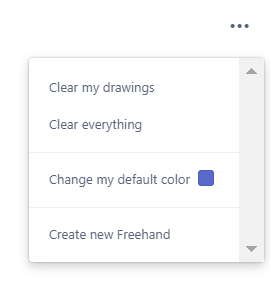 Clear my drawings
Clear everything
Change my default color
Create new Freehand